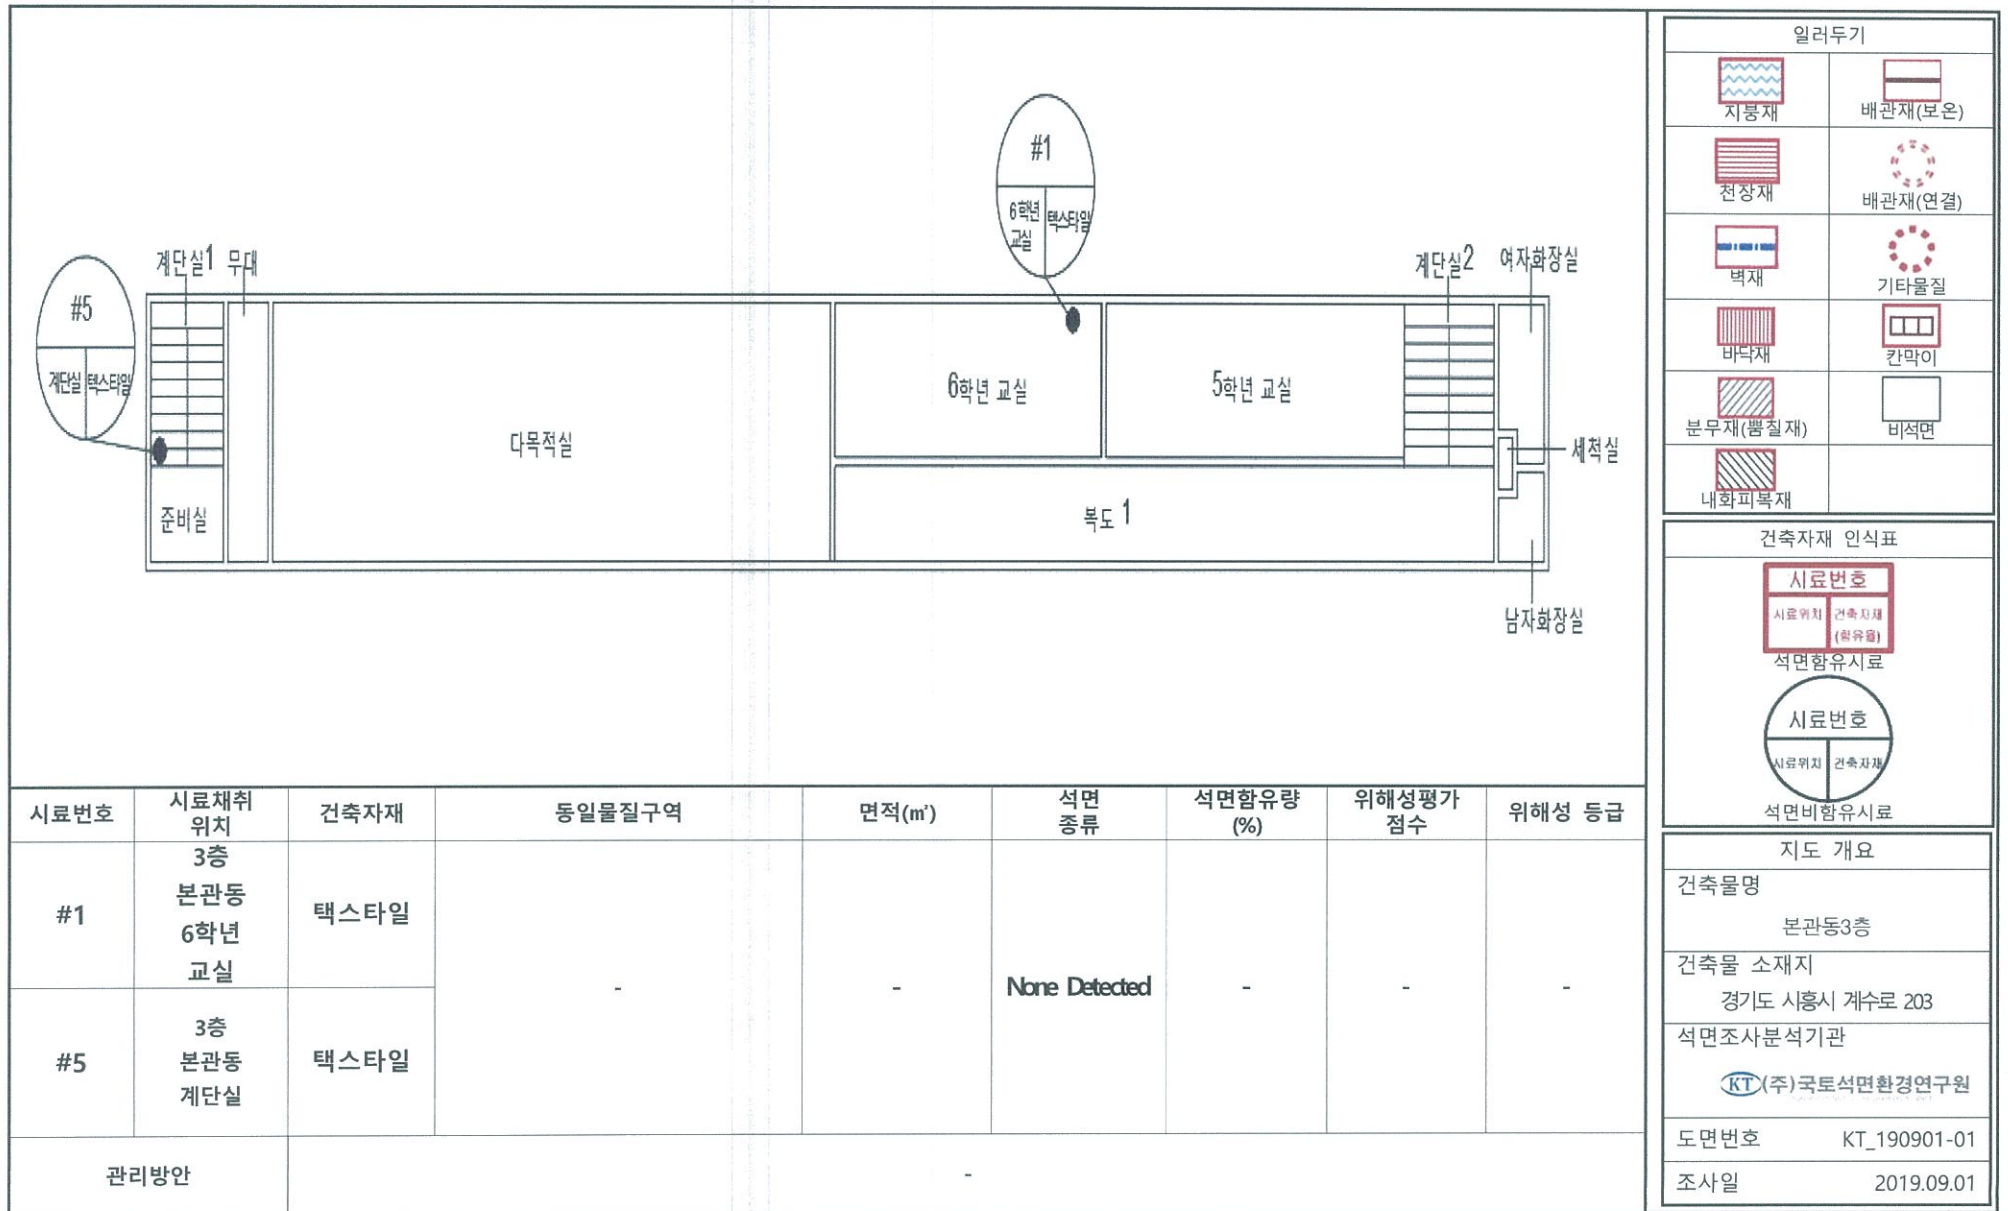 #1
6학년
교실
텍스타일
#5
계단실
텍스타일
계단실1
무대
계단실2
여자화장실
6학년 교실
5학년 교실
다목적실
세척실
준비실
복도 1
남자화장실
시료번호
시료채취
위치
건축자재
동일물질구역
면적(㎡)
석면
종류
석면함유량
(%)
위해성평가
점수
위해성 등급
#1
3층
본관동
6학년
교실
택스타일
-
-
None Detected
-
-
-
#5
3층
본관동
계단실
택스타일
관리방안
-
일러두기
지붕재
배관재(보온)
천장재
배관재(연결)
벽재
기타물질
바닥재
칸막이
분무재(뿜칠재)
비석면
내화피복재
건축자재 인식표
시료번호
시료위치
건축자재
(함유율)
석면함유시료
시료번호
시료위치
건축자재
석면비함유시료
지도 개요
건축물명
본관동3층
건축물 소재지
경기도 시흥시 계수로 203
석면조사분석기관
KT (주)국토석면환경연구원
도면번호 KT_190901-01
조사일 2019.09.01